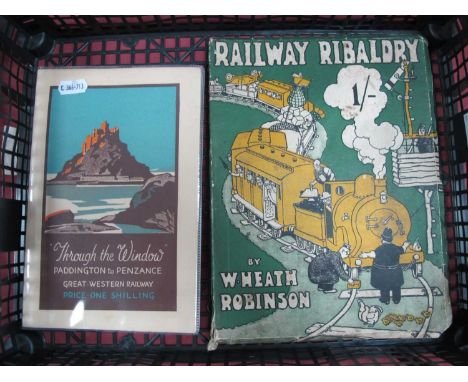 "Through the Window"
PADDINGTON to PENZANCE
GREAT WESTERN RAILWAY
PRICE ONE SHILLING
RAILWAY RIBALDRY
1/-
BY
W. HEATH
ROBINSON